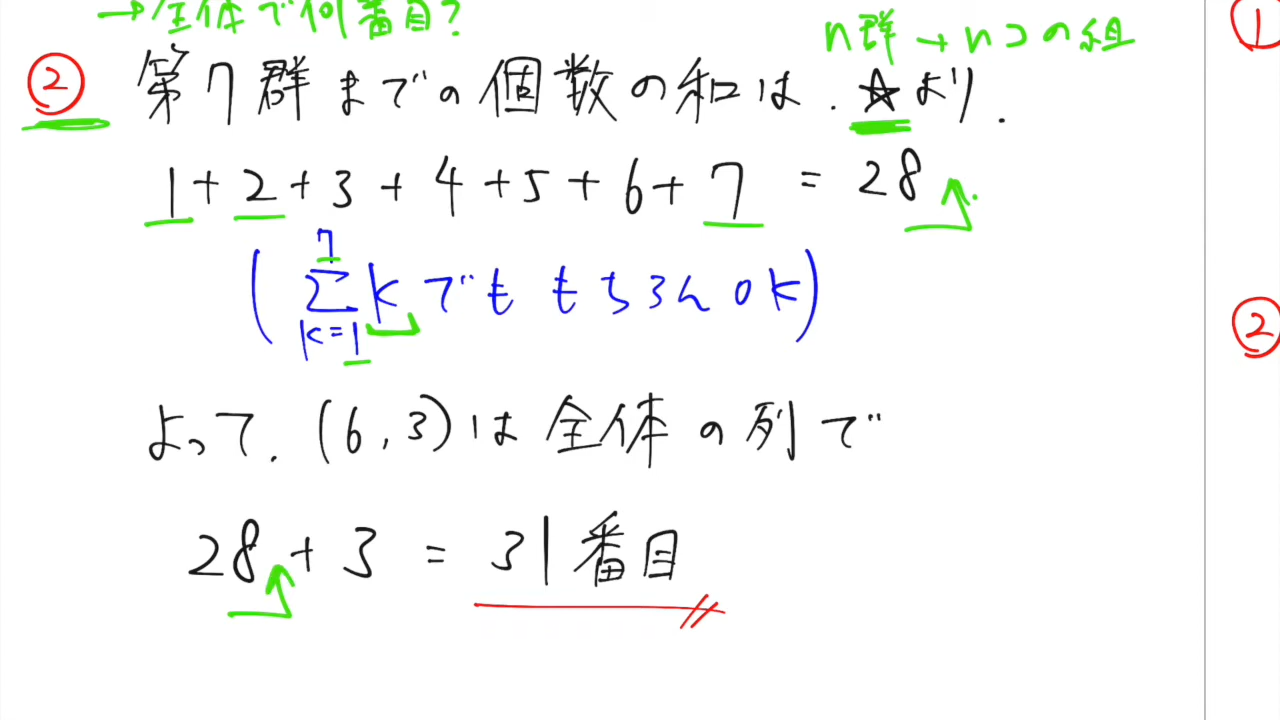 →全体で何番目?
n群→nつの組
② 第7群までの個数の和は、☆より、
1+2+3+4+5+6+7 = 28
(∑_{k=1}^{7} k でももちろんOK)
よって、(6,3)は全体の列で
28+3 = 31番目
①
②